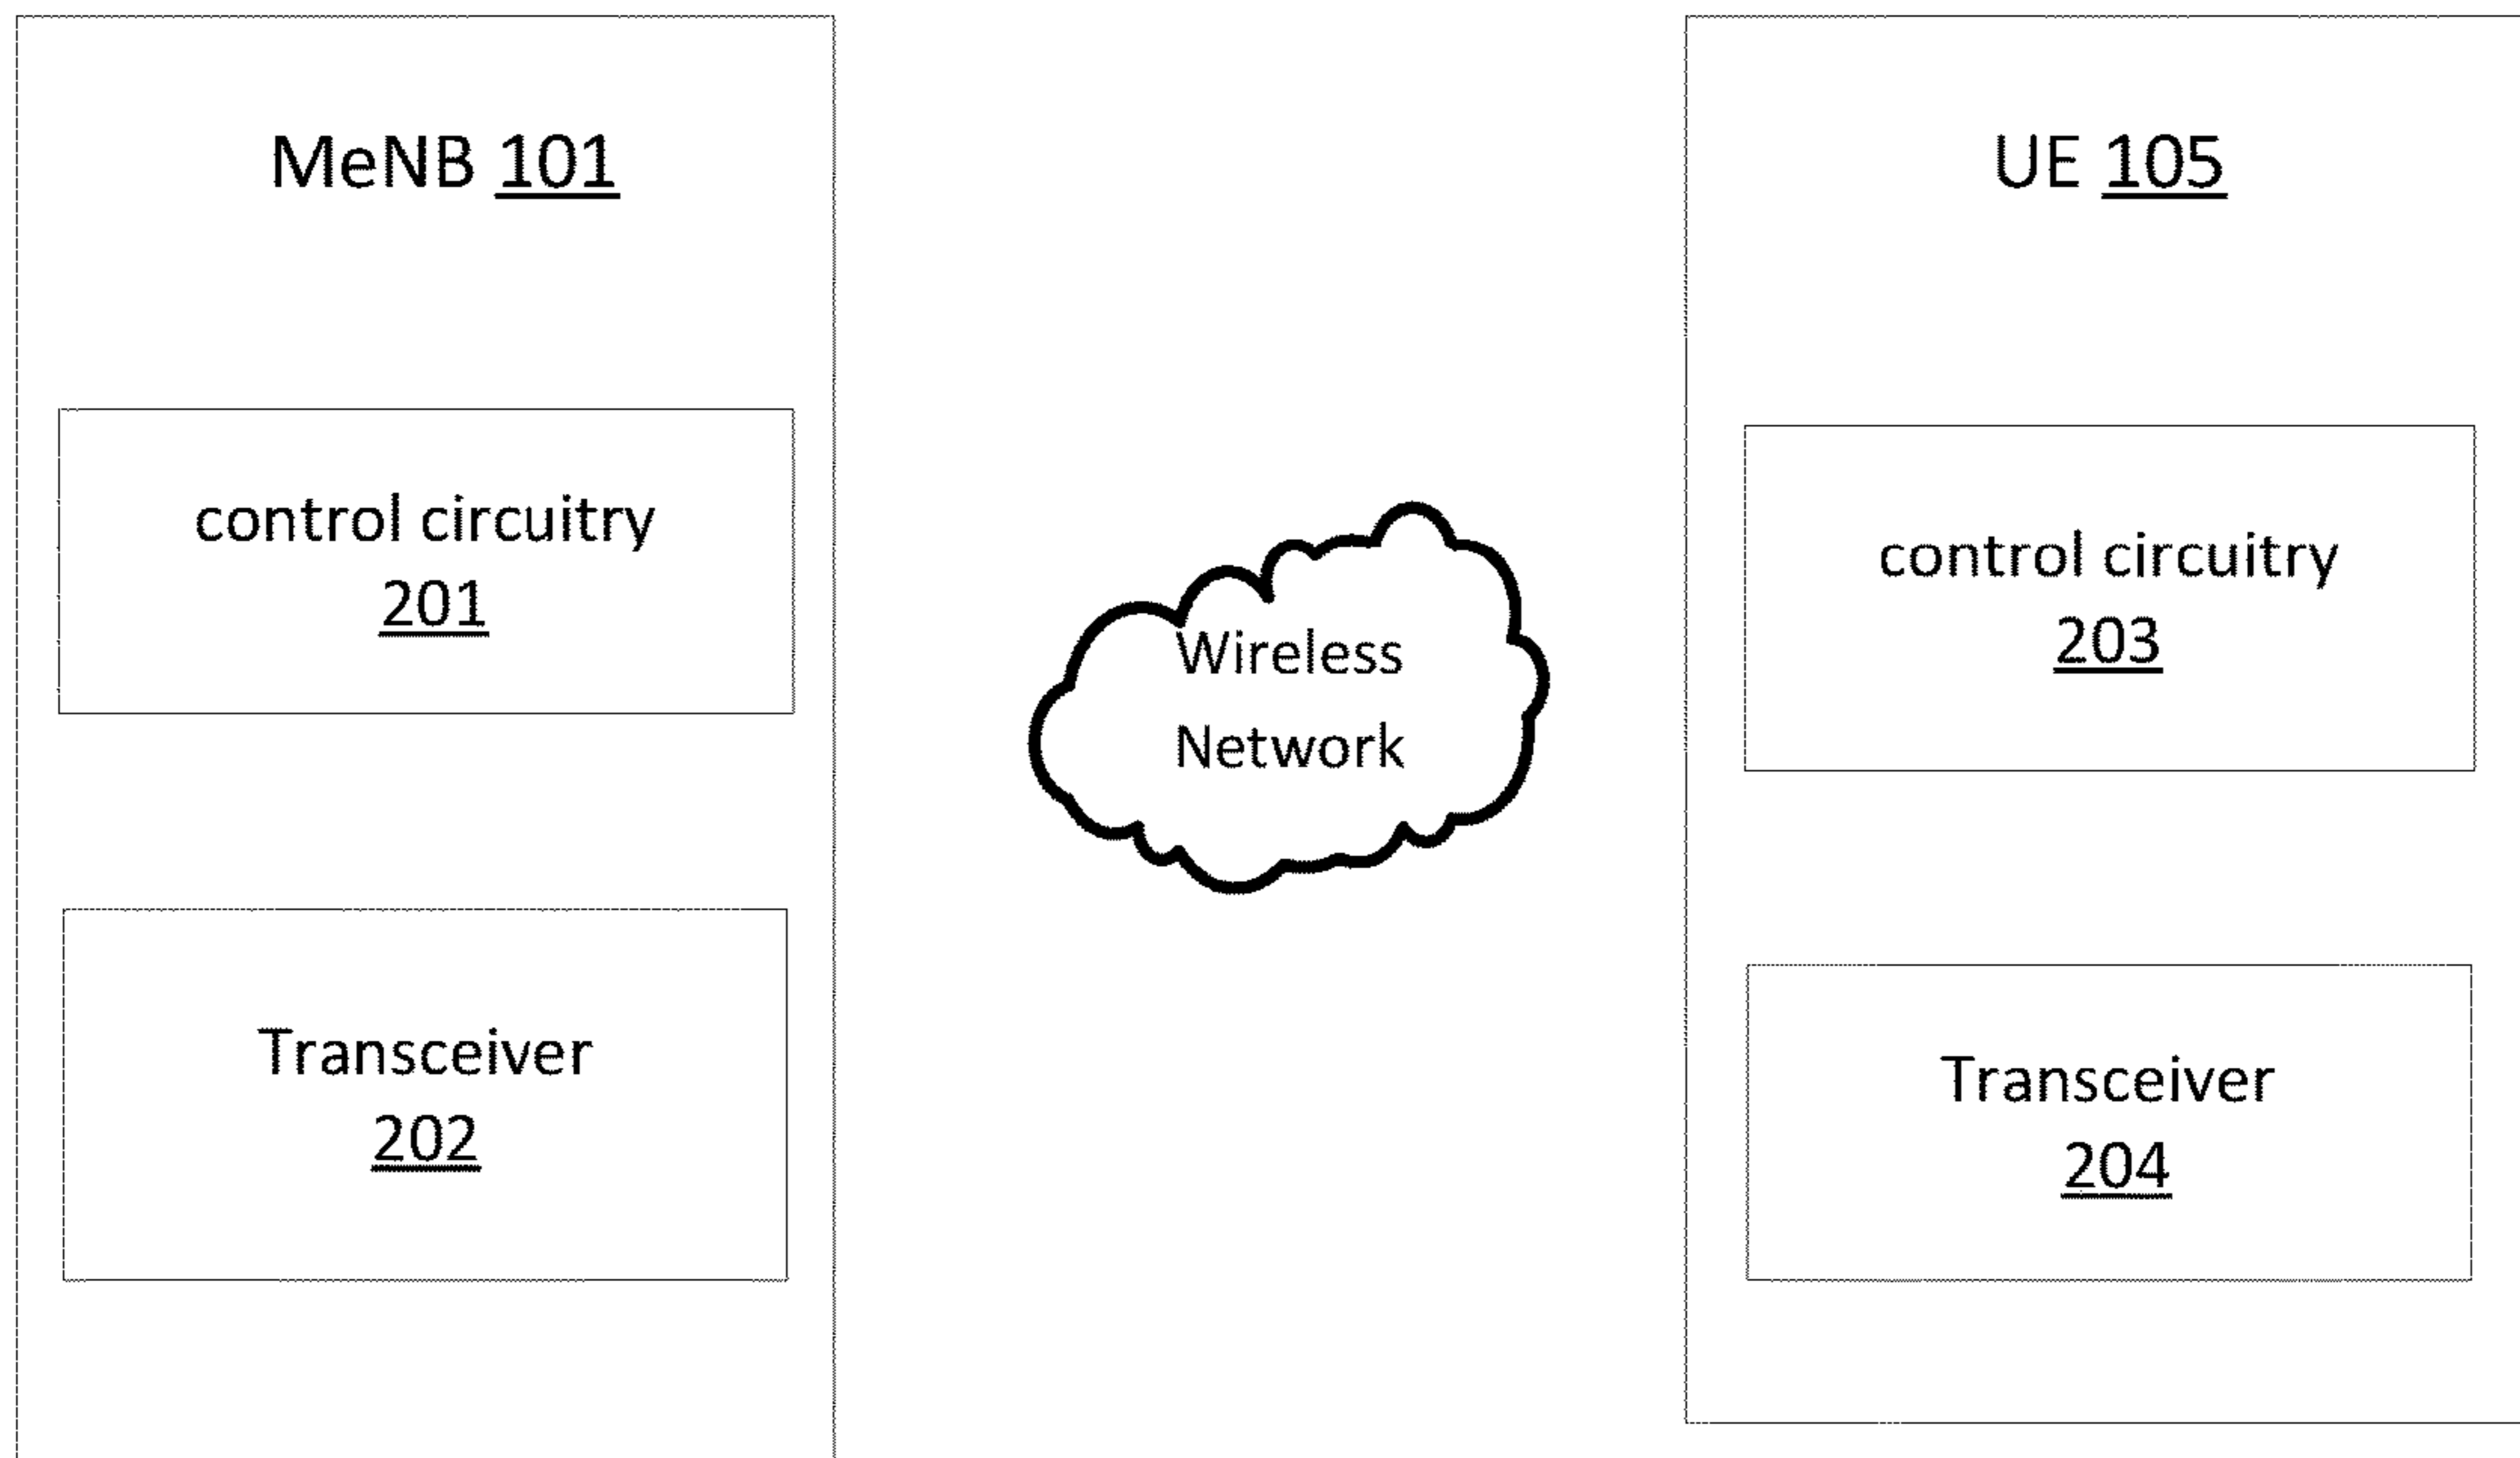 MeNB 101
control circuitry
201
Transceiver
202
Wireless
Network
UE 105
control circuitry
203
Transceiver
204